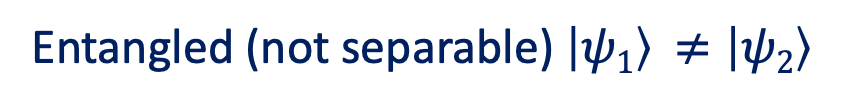 Entangled (not separable) |ψ₁⟩ ≠ |ψ₂⟩